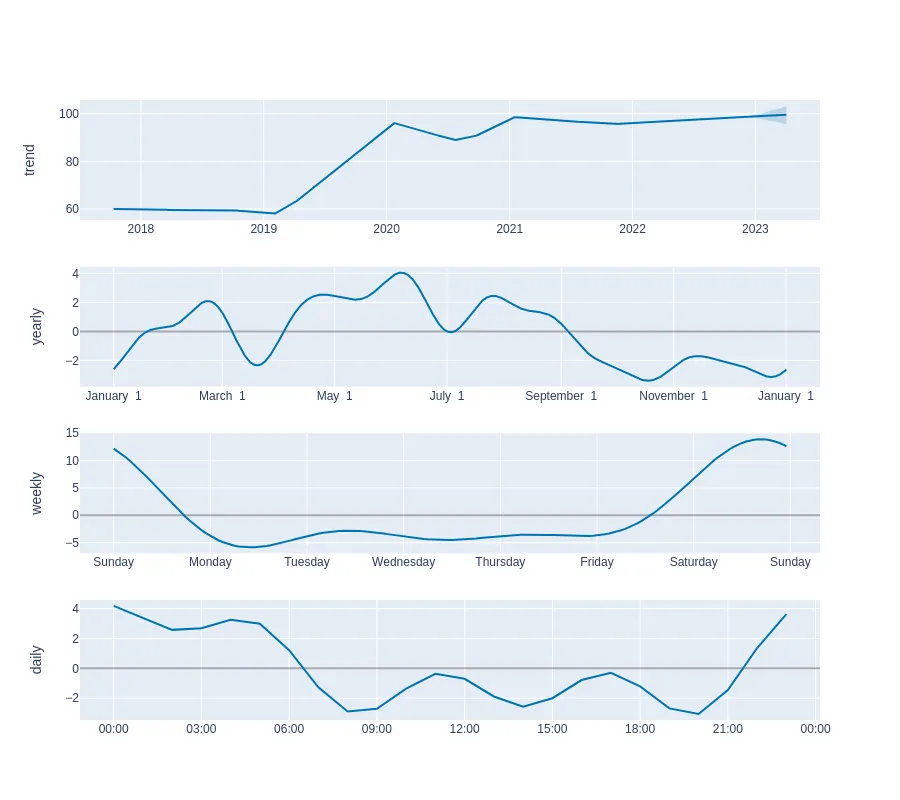 trend
100
80
60
2018 2019 2020 2021 2022 2023
yearly
4
2
0
−2
January 1 March 1 May 1 July 1 September 1 November 1 January 1
weekly
15
10
5
0
−5
Sunday Monday Tuesday Wednesday Thursday Friday Saturday Sunday
daily
4
2
0
−2
00:00 03:00 06:00 09:00 12:00 15:00 18:00 21:00 00:00